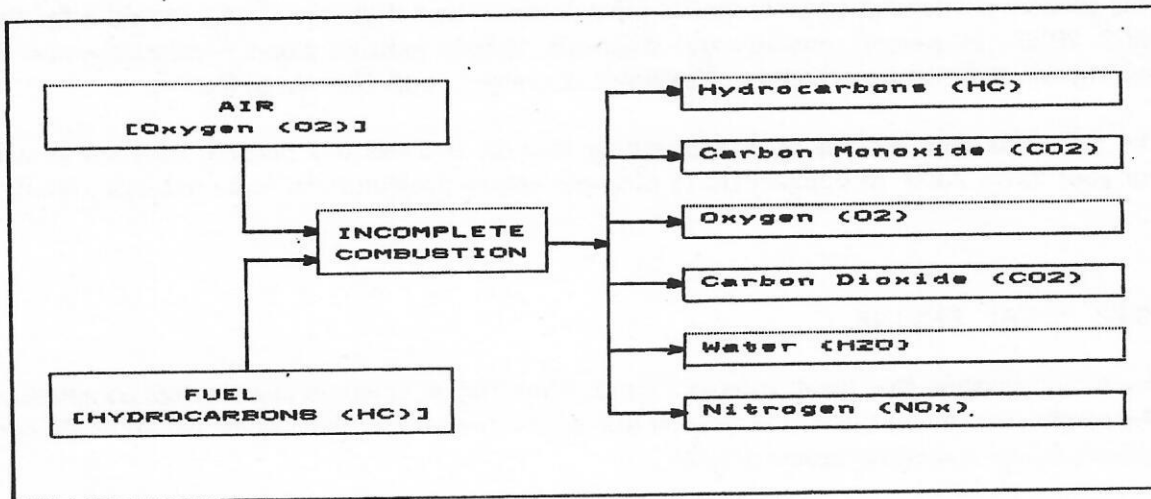 AIR
[Oxygen (O2)]
INCOMPLETE
COMBUSTION
FUEL
[HYDROCARBONS (HC)]
Hydrocarbons (HC)
Carbon Monoxide (CO2)
Oxygen (O2)
Carbon Dioxide (CO2)
Water (H2O)
Nitrogen (NOx)